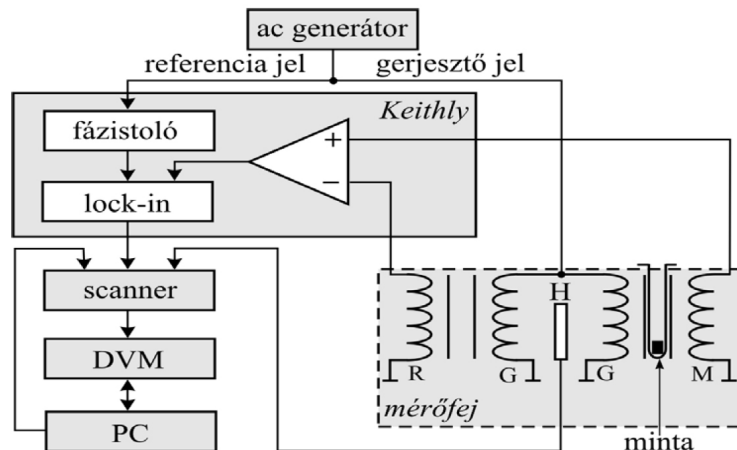 ac generátor
referencia jel
gerjesztő jel
Keithly
fázistoló
+
−
lock-in
scanner
H
DVM
R
G
G
M
mérőfej
PC
minta